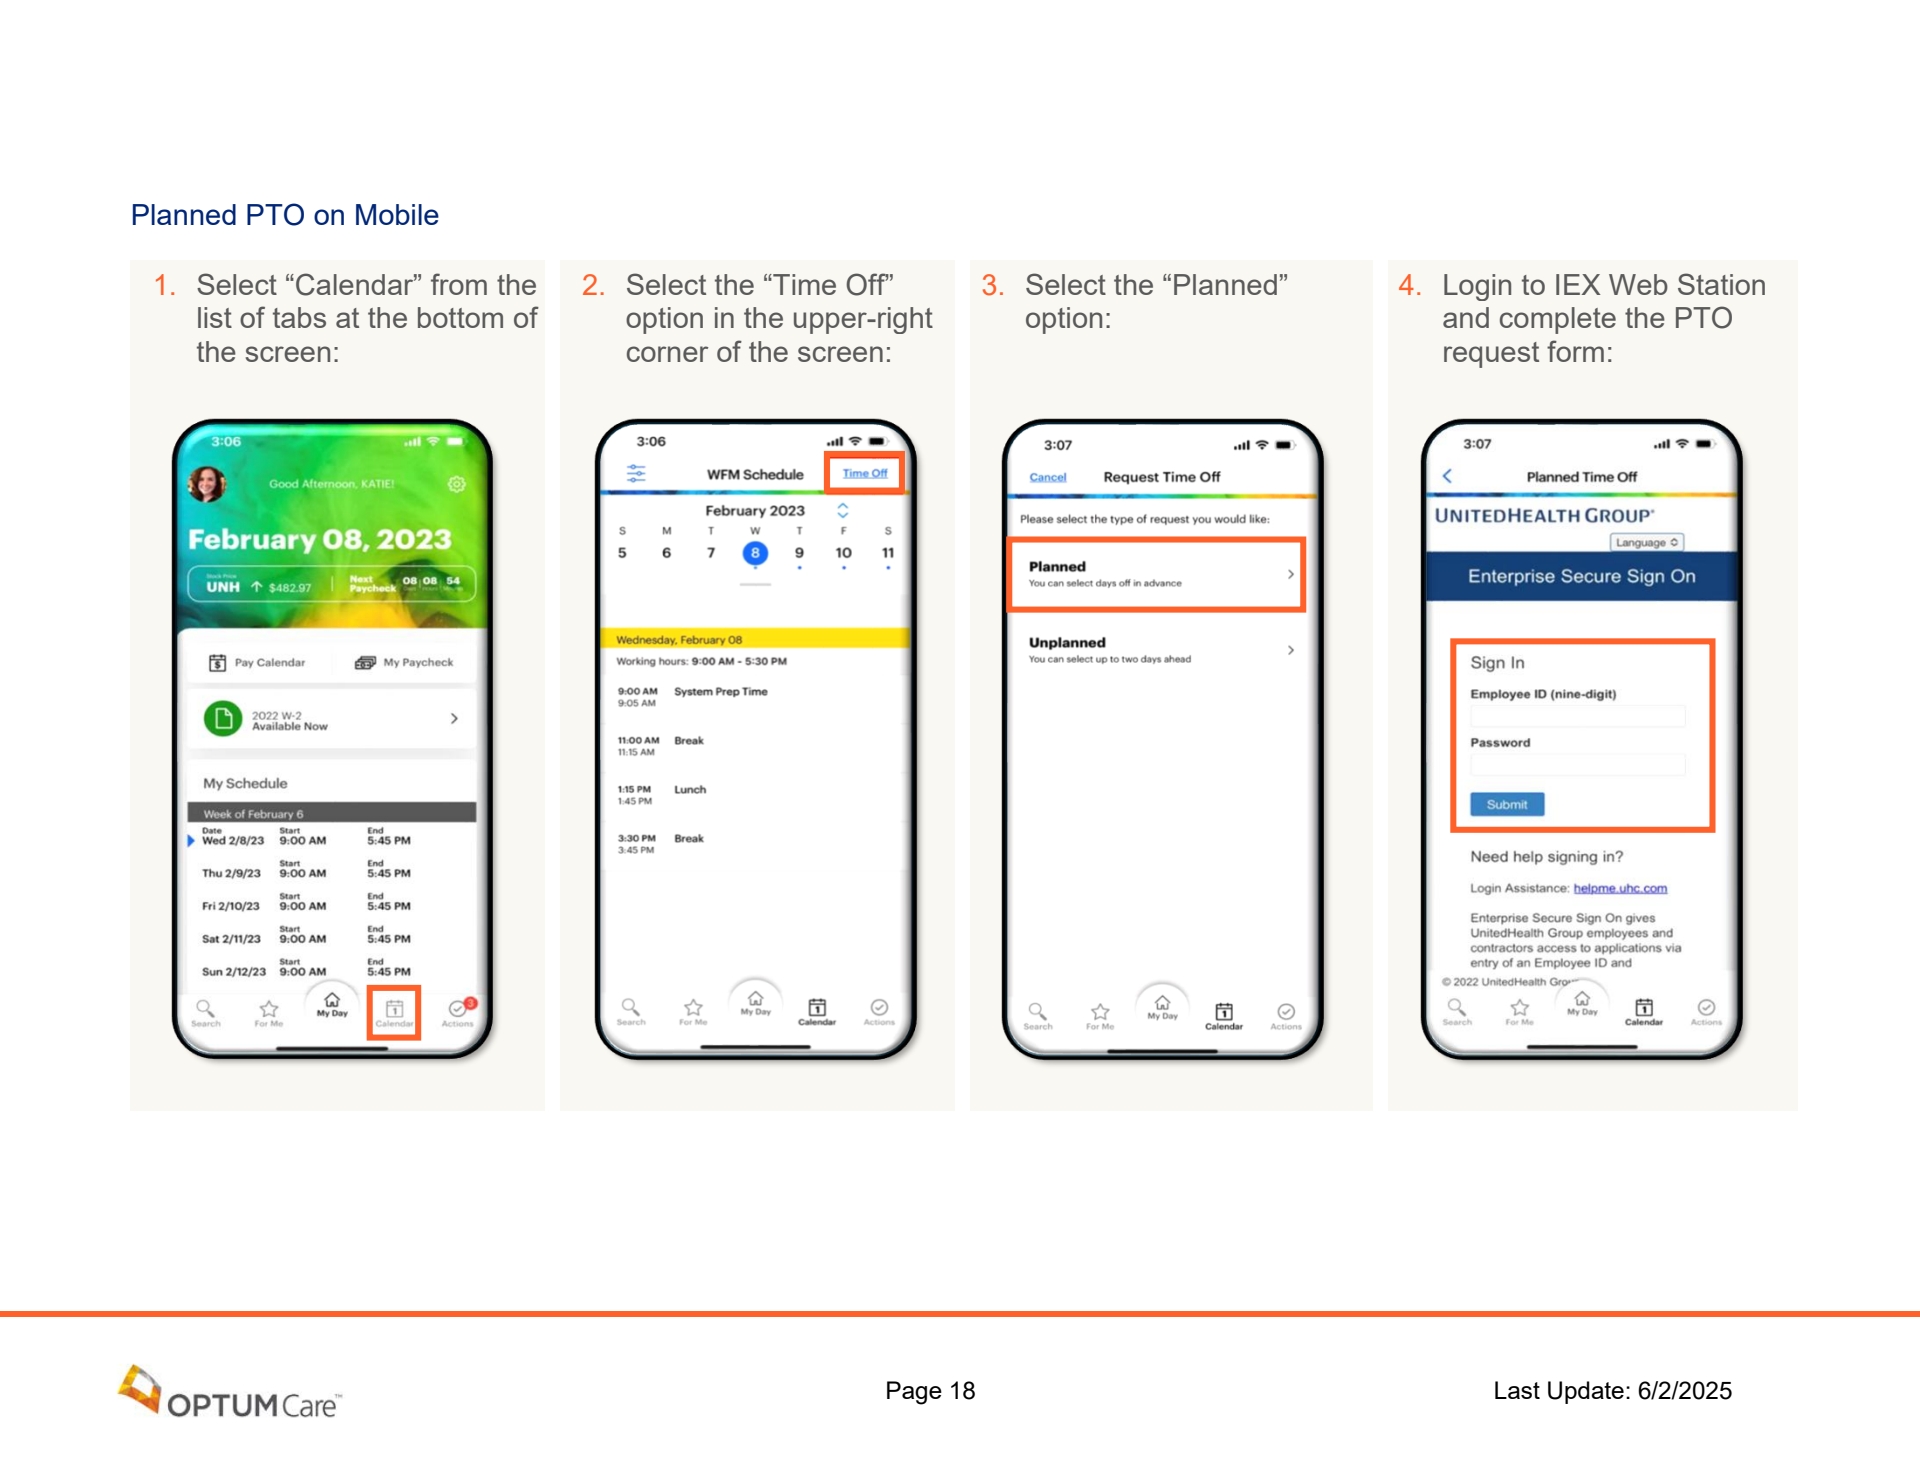 Planned PTO on Mobile
1. Select “Calendar” from the
list of tabs at the bottom of
the screen:
3:06
Good Afternoon, KATIE!
February 08, 2023
Stock Price
UNH ↑ $482.97
Next
Paycheck
08 08 54
Pay Calendar
My Paycheck
2022 W-2
Available Now
My Schedule
Week of February 6
Date Start End
Wed 2/8/23 9:00 AM 5:45 PM
Start End
Thu 2/9/23 9:00 AM 5:45 PM
Start End
Fri 2/10/23 9:00 AM 5:45 PM
Start End
Sat 2/11/23 9:00 AM 5:45 PM
Start End
Sun 2/12/23 9:00 AM 5:45 PM
Search For Me My Day Calendar Actions
1
3
2. Select the “Time Off”
option in the upper-right
corner of the screen:
3:06
WFM Schedule
Time Off
February 2023
S M T W T F S
5 6 7 8 9 10 11
Wednesday, February 08
Working hours: 9:00 AM - 5:30 PM
9:00 AM System Prep Time
9:05 AM
11:00 AM Break
11:15 AM
1:15 PM Lunch
1:45 PM
3:30 PM Break
3:45 PM
Search For Me My Day Calendar Actions
1
3. Select the “Planned”
option:
3:07
Cancel
Request Time Off
Please select the type of request you would like:
Planned
You can select days off in advance
Unplanned
You can select up to two days ahead
Search For Me My Day Calendar Actions
1
4. Login to IEX Web Station
and complete the PTO
request form:
3:07
Planned Time Off
UNITEDHEALTH GROUP®
Language
Enterprise Secure Sign On
Sign In
Employee ID (nine-digit)
Password
Submit
Need help signing in?
Login Assistance: helpme.uhc.com
Enterprise Secure Sign On gives
UnitedHealth Group employees and
contractors access to applications via
entry of an Employee ID and
© 2022 UnitedHealth Gro
Search For Me My Day Calendar Actions
1
OPTUMCare™
Page 18
Last Update: 6/2/2025